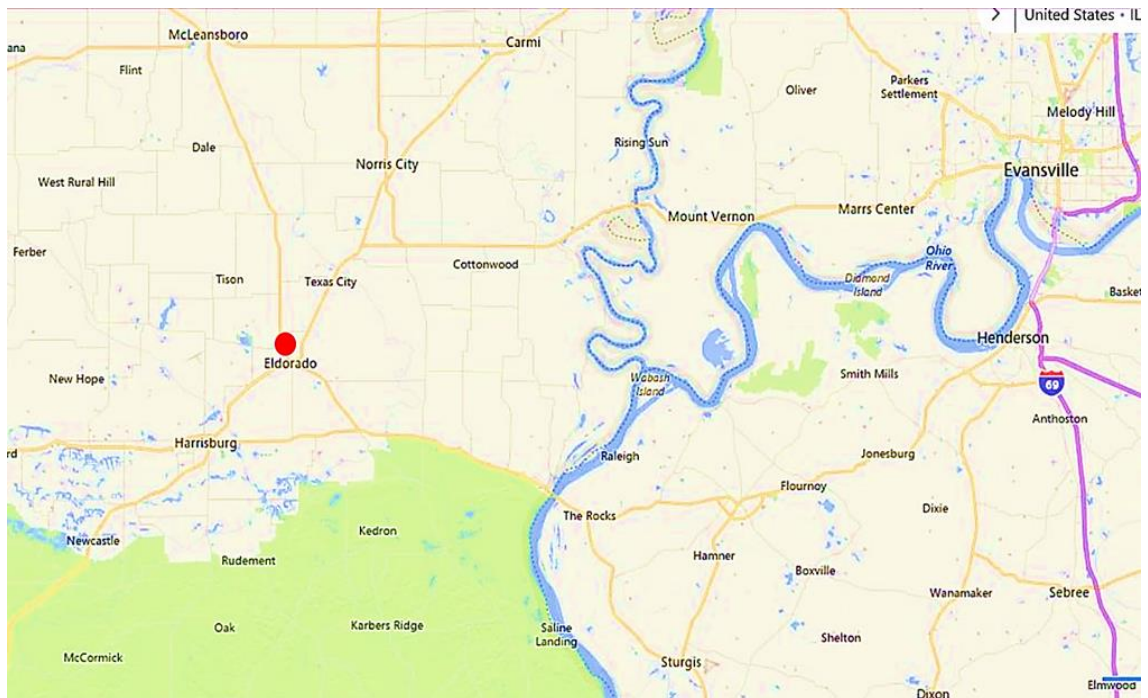 United States • IL
McLeansboro
Carmi
ana
Flint
Oliver
Parkers
Settlement
Melody Hill
Dale
Rising Sun
Norris City
Evansville
West Rural Hill
Mount Vernon
Marrs Center
Ferber
Cottonwood
Ohio
River
Tison
Texas City
Diamond
Island
Basket
Eldorado
Henderson
New Hope
Wabash
Island
Smith Mills
69
Anthoston
Harrisburg
rd
Raleigh
Jonesburg
Flournoy
The Rocks
Dixie
Kedron
Newcastle
Rudement
Hamner
Boxville
Wanamaker
Sebree
Oak
Karbers Ridge
Saline
Landing
Shelton
McCormick
Sturgis
Elmwood
Dixon